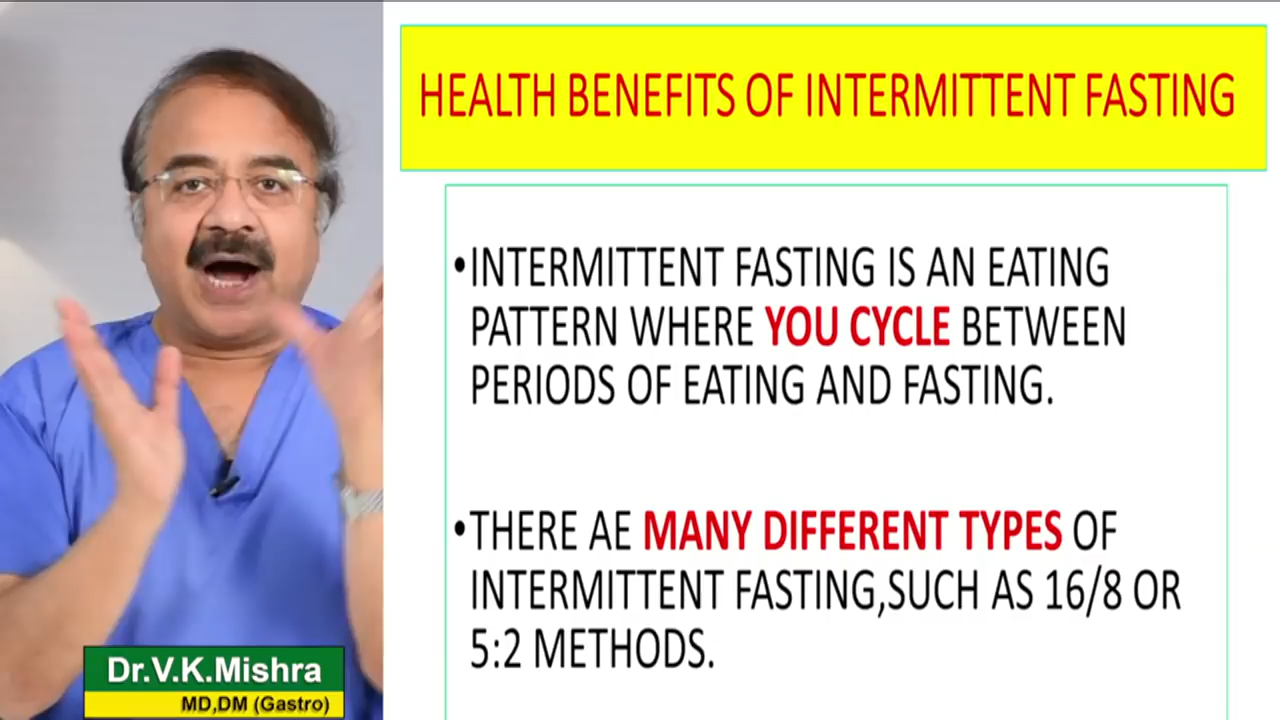 HEALTH BENEFITS OF INTERMITTENT FASTING
•INTERMITTENT FASTING IS AN EATING
PATTERN WHERE YOU CYCLE BETWEEN
PERIODS OF EATING AND FASTING.
•THERE AE MANY DIFFERENT TYPES OF
INTERMITTENT FASTING,SUCH AS 16/8 OR
5:2 METHODS.
Dr.V.K.Mishra
MD,DM (Gastro)